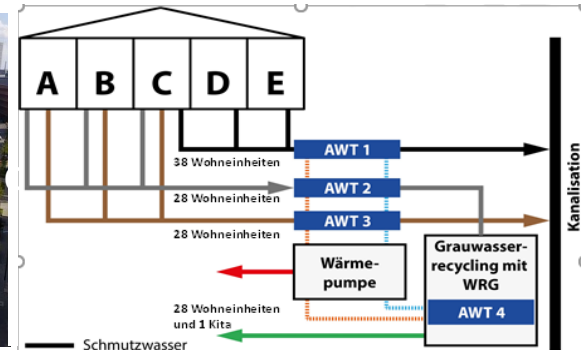 A B C D E
AWT 1
38 Wohneinheiten
AWT 2
28 Wohneinheiten
AWT 3
28 Wohneinheiten
Kanalisation
Wärme-
pumpe
Grauwasser-
recycling mit
WRG
AWT 4
28 Wohneinheiten
und 1 Kita
Schmutzwasser